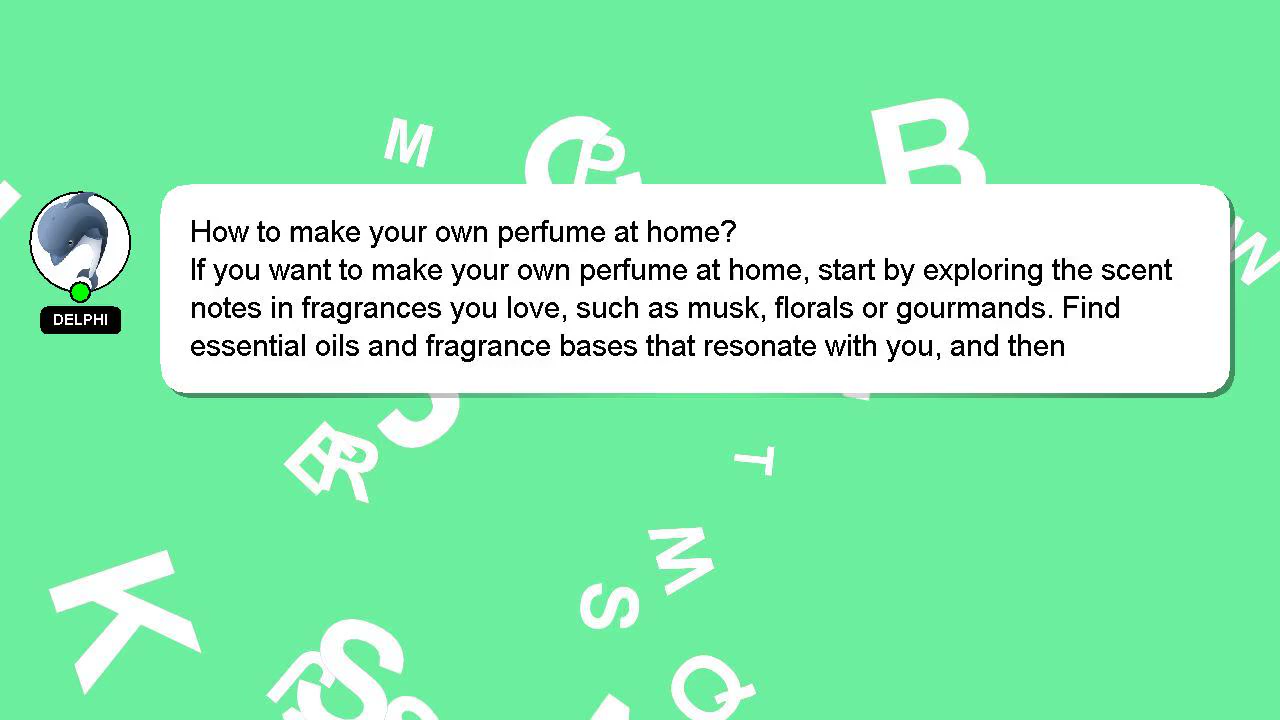 M
C
P
B
W
How to make your own perfume at home?
If you want to make your own perfume at home, start by exploring the scent
notes in fragrances you love, such as musk, florals or gourmands. Find
essential oils and fragrance bases that resonate with you, and then
DELPHI
R
T
M
K
S
S
Q